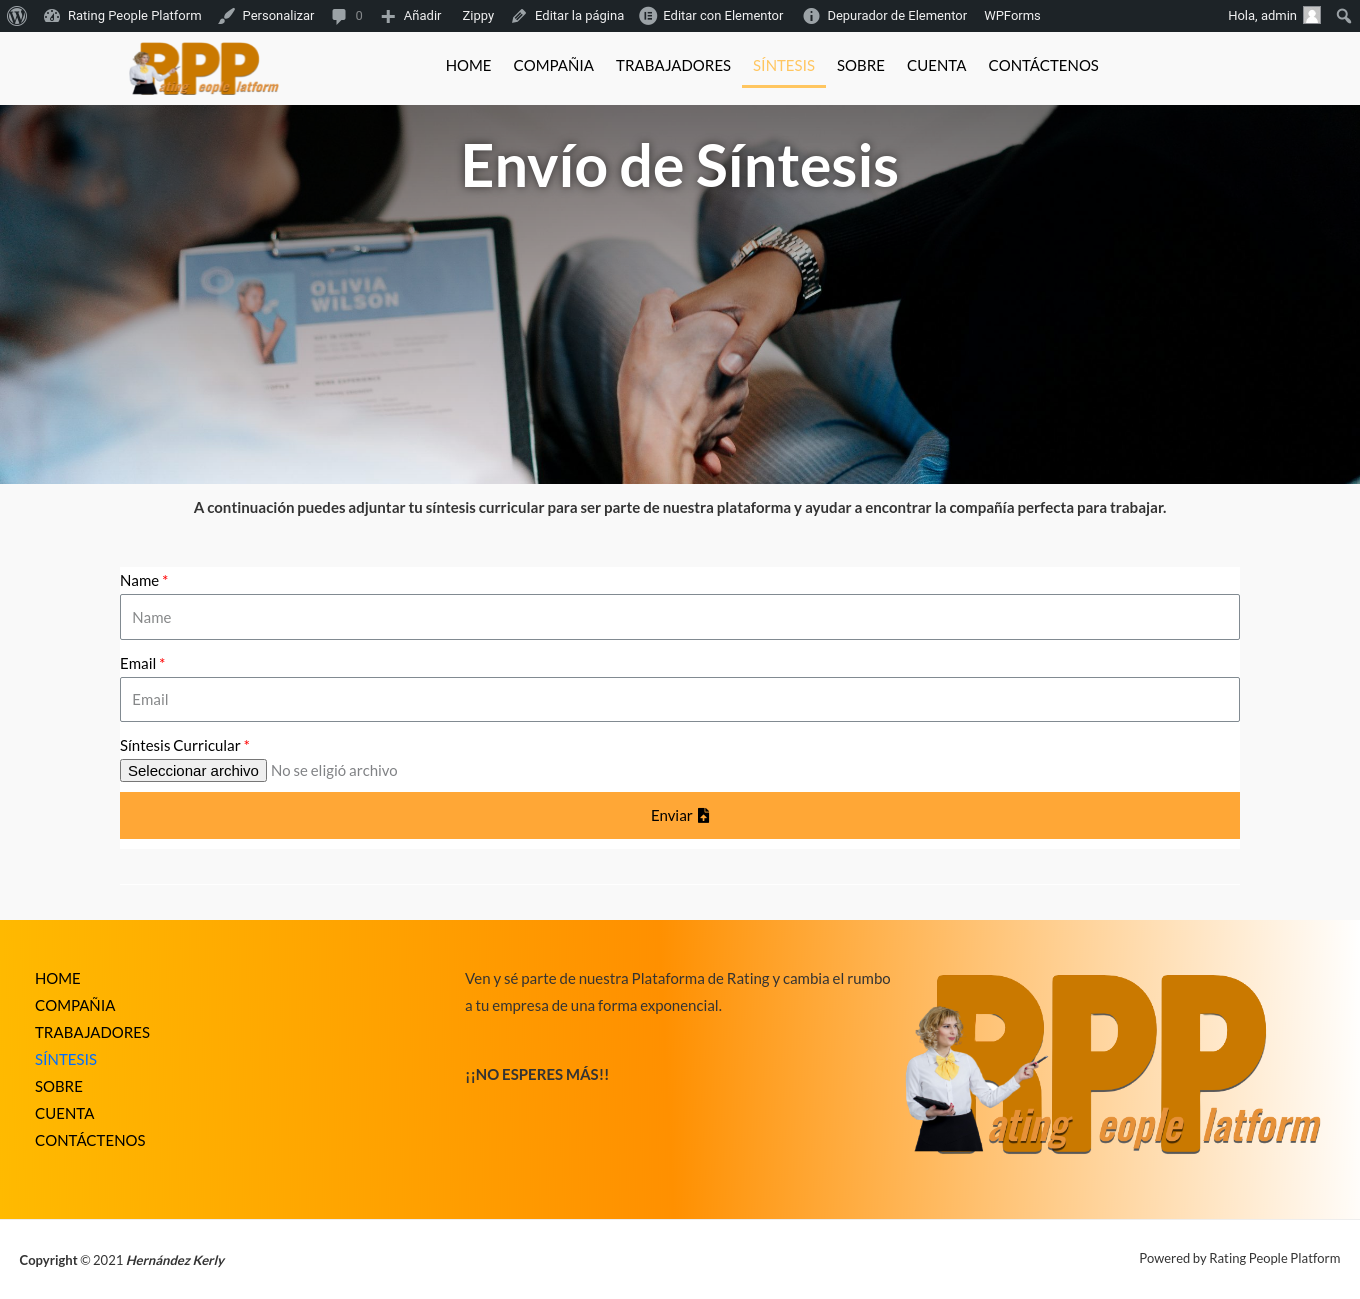 Rating People Platform Personalizar 0 Añadir Zippy Editar la página Editar con Elementor Depurador de Elementor WPForms Hola, admin
RPP
ating eople latform
HOME COMPAÑIA TRABAJADORES SÍNTESIS SOBRE CUENTA CONTÁCTENOS
Envío de Síntesis
OLIVIA
WILSON
WORK EXPERIENCE
A continuación puedes adjuntar tu síntesis curricular para ser parte de nuestra plataforma y ayudar a encontrar la compañía perfecta para trabajar.
Name *
Name
Email *
Email
Síntesis Curricular *
Seleccionar archivo No se eligió archivo
Enviar
HOME
COMPAÑIA
TRABAJADORES
SÍNTESIS
SOBRE
CUENTA
CONTÁCTENOS
Ven y sé parte de nuestra Plataforma de Rating y cambia el rumbo
a tu empresa de una forma exponencial.
¡¡NO ESPERES MÁS!!
RPP
ating eople latform
Copyright © 2021 Hernández Kerly
Powered by Rating People Platform